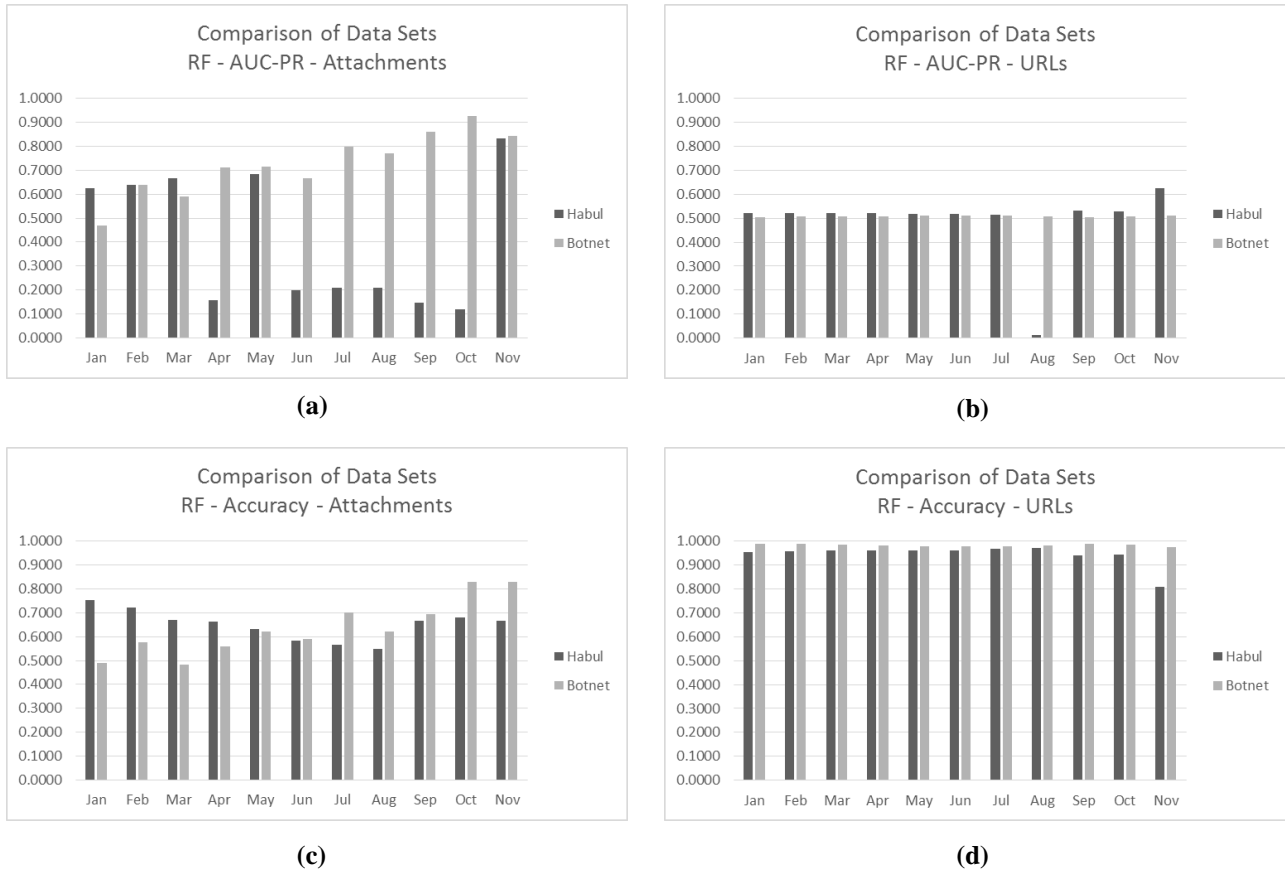 Comparison of Data Sets
RF - AUC-PR - Attachments
1.0000
0.9000
0.8000
0.7000
0.6000
0.5000
0.4000
0.3000
0.2000
0.1000
0.0000
Jan Feb Mar Apr May Jun Jul Aug Sep Oct Nov
Habul
Botnet
(a)
Comparison of Data Sets
RF - AUC-PR - URLs
1.0000
0.9000
0.8000
0.7000
0.6000
0.5000
0.4000
0.3000
0.2000
0.1000
0.0000
Jan Feb Mar Apr May Jun Jul Aug Sep Oct Nov
Habul
Botnet
(b)
Comparison of Data Sets
RF - Accuracy - Attachments
1.0000
0.9000
0.8000
0.7000
0.6000
0.5000
0.4000
0.3000
0.2000
0.1000
0.0000
Jan Feb Mar Apr May Jun Jul Aug Sep Oct Nov
Habul
Botnet
(c)
Comparison of Data Sets
RF - Accuracy - URLs
1.0000
0.9000
0.8000
0.7000
0.6000
0.5000
0.4000
0.3000
0.2000
0.1000
0.0000
Jan Feb Mar Apr May Jun Jul Aug Sep Oct Nov
Habul
Botnet
(d)